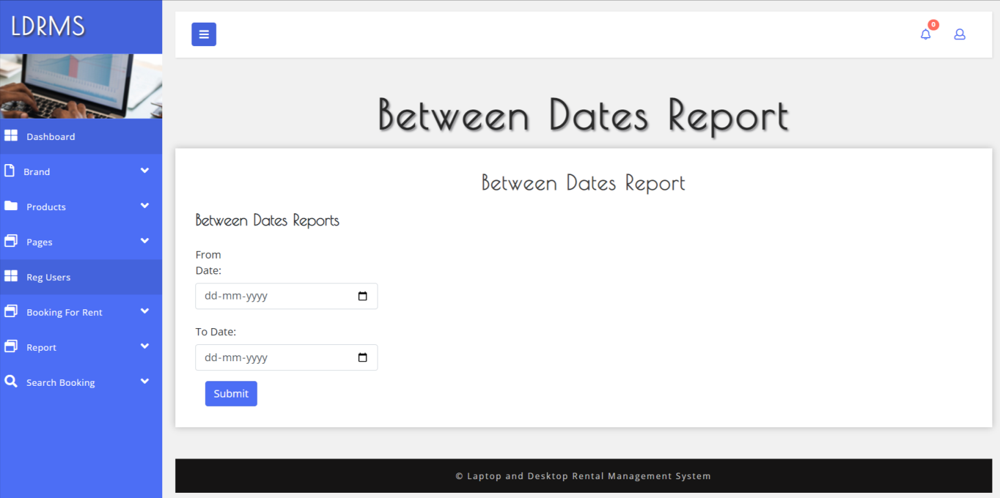 LDRMS
0
Dashboard
Brand
Products
Pages
Reg Users
Booking For Rent
Report
Search Booking
Between Dates Report
Between Dates Report
Between Dates Reports
From
Date:
dd-mm-yyyy
To Date:
dd-mm-yyyy
Submit
© Laptop and Desktop Rental Management System